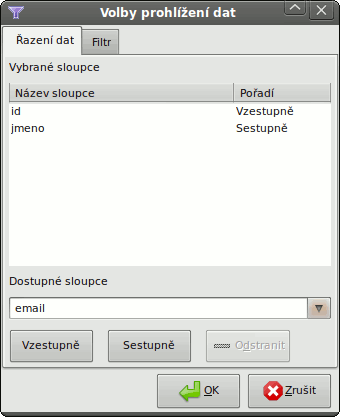 Volby prohlížení dat
Řazení dat Filtr
Vybrané sloupce
Název sloupce Pořadí
id Vzestupně
jmeno Sestupně
Dostupné sloupce
email
Vzestupně Sestupně Odstranit
OK Zrušit